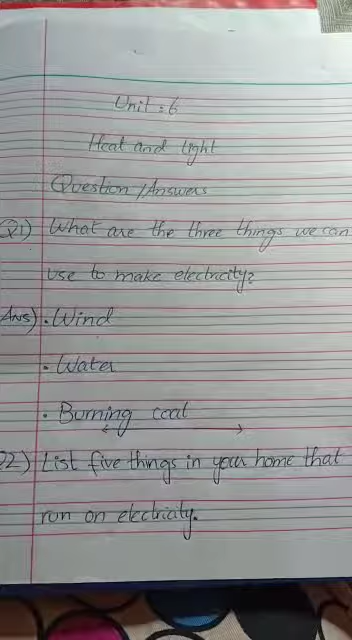 Unit : 6
Heat and light
Question / Answers
Q1) What are the three things we can
use to make electricity?
Ans) . Wind
. Water
. Burning coal
Q2) List five things in your home that
run on electricity.